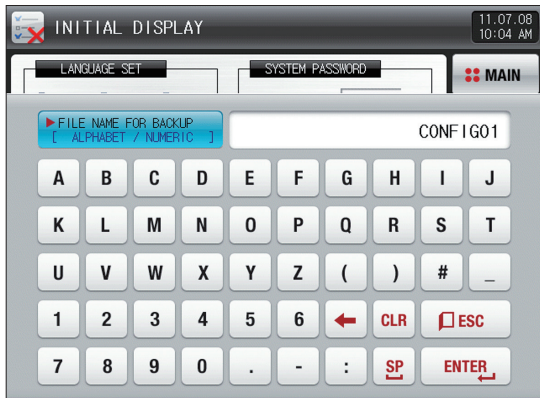 INITIAL DISPLAY
11.07.08
10:04 AM
LANGUAGE SET
SYSTEM PASSWORD
MAIN
FILE NAME FOR BACKUP
[ ALPHABET / NUMERIC ]
CONFIG01
A B C D E F G H I J
K L M N O P Q R S T
U V W X Y Z ( ) # _
1 2 3 4 5 6 CLR ESC
7 8 9 0 . - : SP ENTER